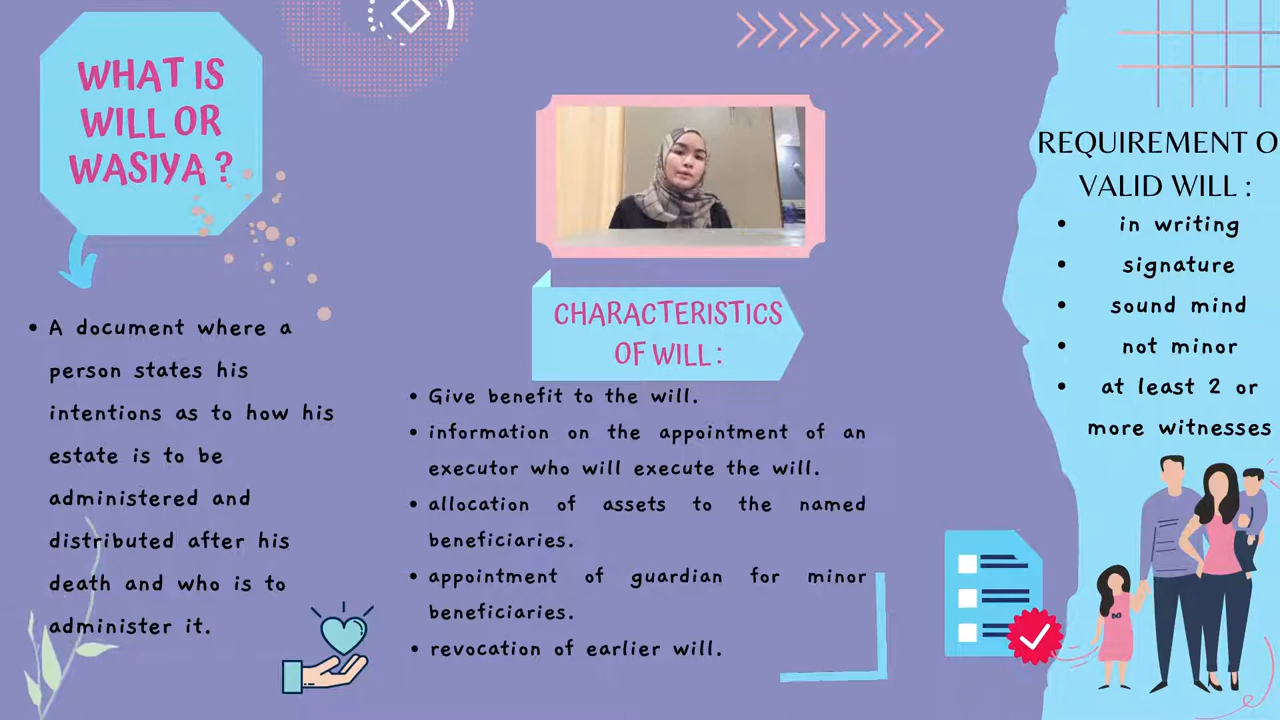 WHAT IS
WILL OR
WASIYA ?
• A document where a
person states his
intentions as to how his
estate is to be
administered and
distributed after his
death and who is to
administer it.
CHARACTERISTICS
OF WILL :
• Give benefit to the will.
• information on the appointment of an
executor who will execute the will.
• allocation of assets to the named
beneficiaries.
• appointment of guardian for minor
beneficiaries.
• revocation of earlier will.
REQUIREMENT O
VALID WILL :
• in writing
• signature
• sound mind
• not minor
• at least 2 or
more witnesses